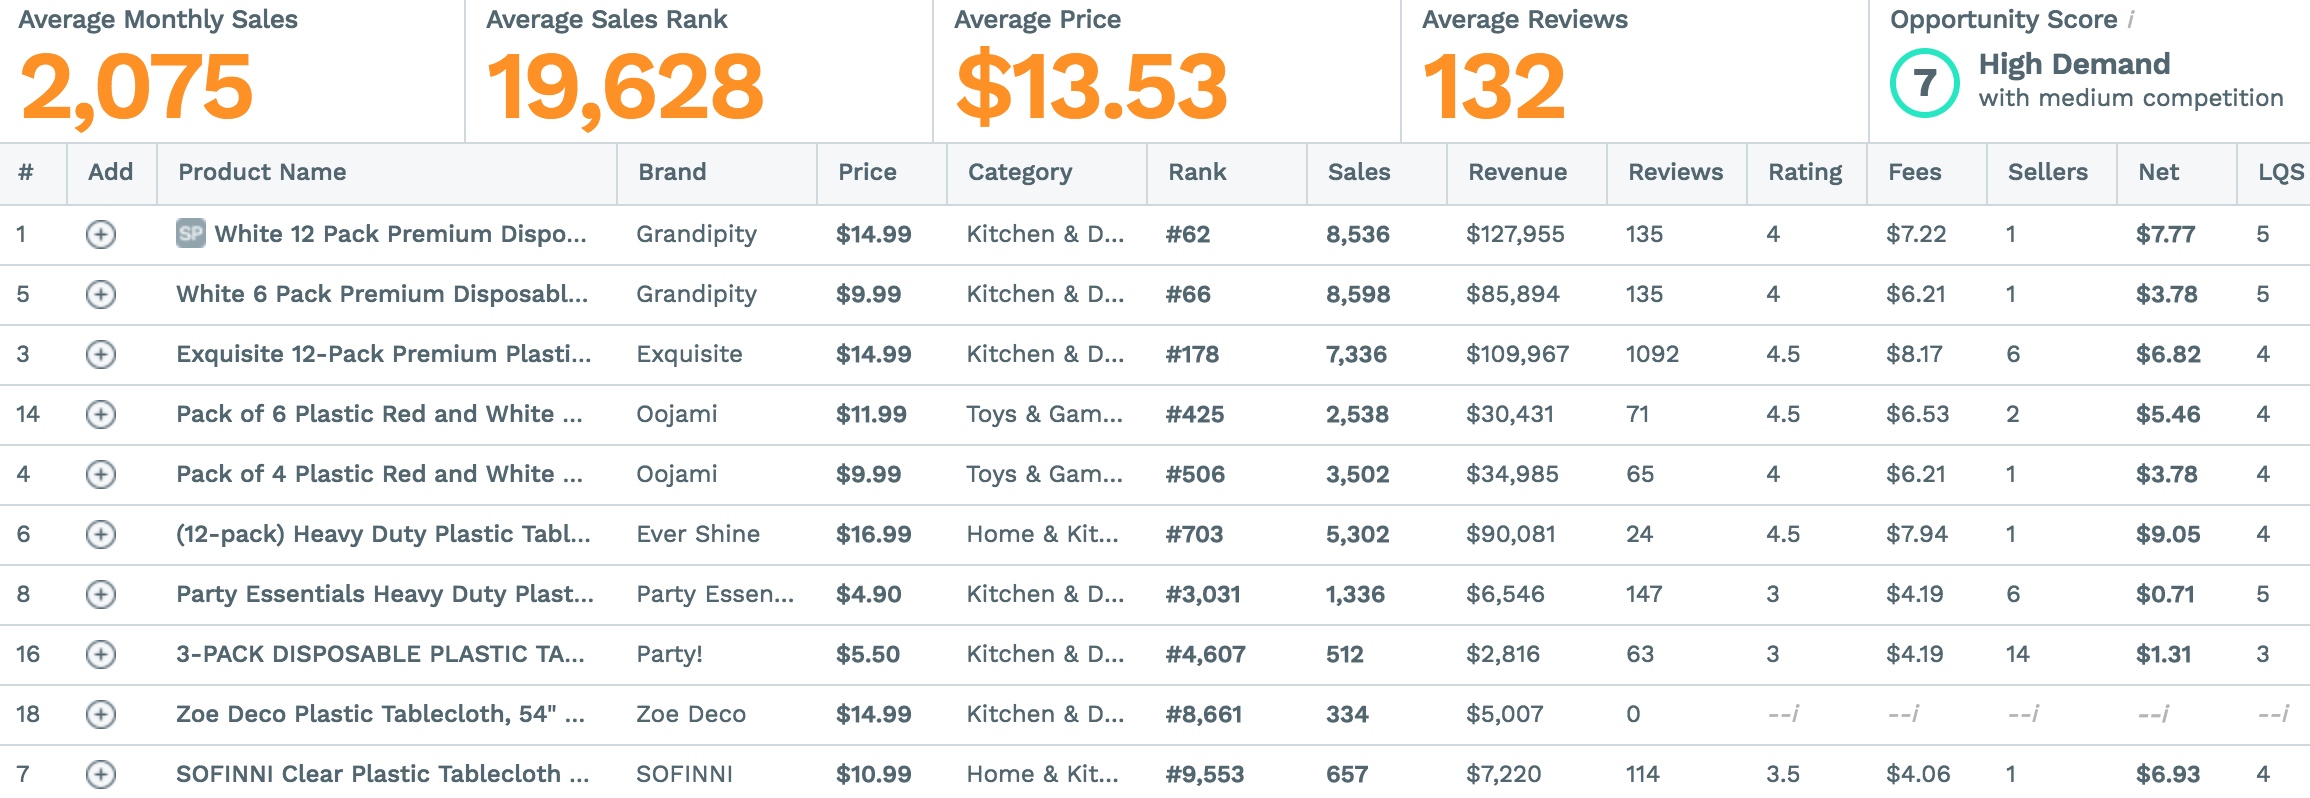 Average Monthly Sales Average Sales Rank Average Price Average Reviews Opportunity Score i
2,075 19,628 $13.53 132 7 High Demand
with medium competition
# Add Product Name Brand Price Category Rank Sales Revenue Reviews Rating Fees Sellers Net LQS
1 SP White 12 Pack Premium Dispo... Grandipity $14.99 Kitchen & D... #62 8,536 $127,955 135 4 $7.22 1 $7.77 5
5 White 6 Pack Premium Disposabl... Grandipity $9.99 Kitchen & D... #66 8,598 $85,894 135 4 $6.21 1 $3.78 5
3 Exquisite 12-Pack Premium Plasti... Exquisite $14.99 Kitchen & D... #178 7,336 $109,967 1092 4.5 $8.17 6 $6.82 4
14 Pack of 6 Plastic Red and White ... Oojami $11.99 Toys & Gam... #425 2,538 $30,431 71 4.5 $6.53 2 $5.46 4
4 Pack of 4 Plastic Red and White ... Oojami $9.99 Toys & Gam... #506 3,502 $34,985 65 4 $6.21 1 $3.78 4
6 (12-pack) Heavy Duty Plastic Tabl... Ever Shine $16.99 Home & Kit... #703 5,302 $90,081 24 4.5 $7.94 1 $9.05 4
8 Party Essentials Heavy Duty Plast... Party Essen... $4.90 Kitchen & D... #3,031 1,336 $6,546 147 3 $4.19 6 $0.71 5
16 3-PACK DISPOSABLE PLASTIC TA... Party! $5.50 Kitchen & D... #4,607 512 $2,816 63 3 $4.19 14 $1.31 3
18 Zoe Deco Plastic Tablecloth, 54" ... Zoe Deco $14.99 Kitchen & D... #8,661 334 $5,007 0 --i --i --i --i --i
7 SOFINNI Clear Plastic Tablecloth ... SOFINNI $10.99 Home & Kit... #9,553 657 $7,220 114 3.5 $4.06 1 $6.93 4